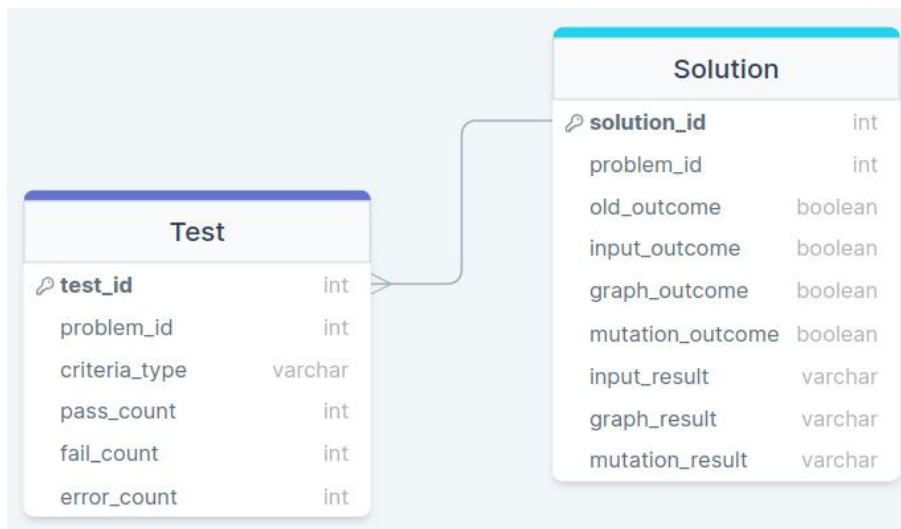 Solution
solution_id int
problem_id int
old_outcome boolean
input_outcome boolean
graph_outcome boolean
mutation_outcome boolean
input_result varchar
graph_result varchar
mutation_result varchar
Test
test_id int
problem_id int
criteria_type varchar
pass_count int
fail_count int
error_count int